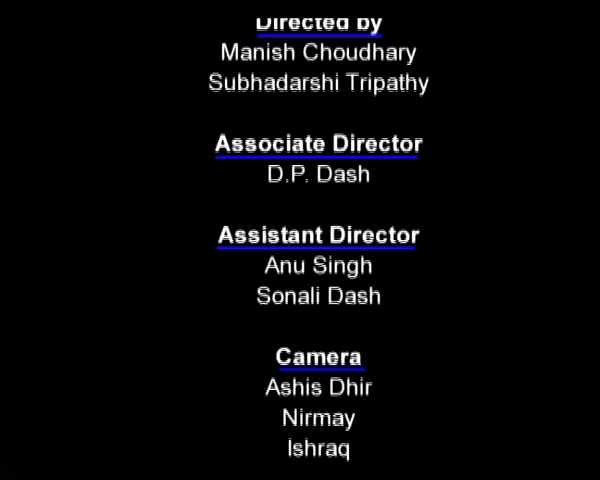 Directed by
Manish Choudhary
Subhadarshi Tripathy
Associate Director
D.P. Dash
Assistant Director
Anu Singh
Sonali Dash
Camera
Ashis Dhir
Nirmay
Ishraq